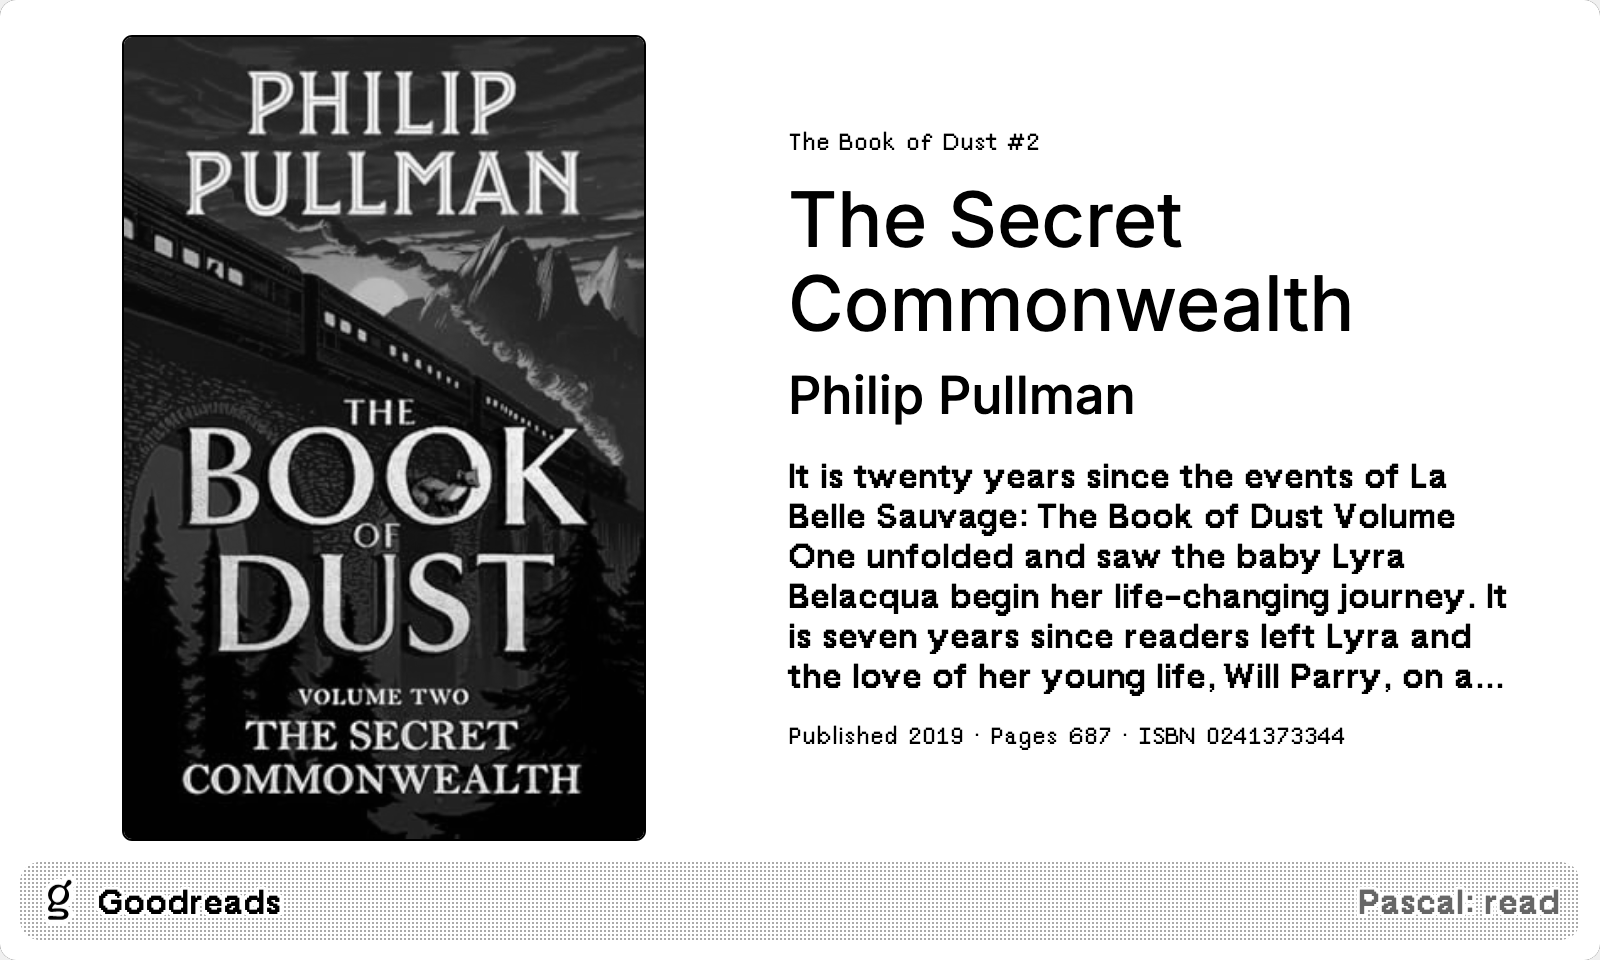 PHILIP
PULLMAN
THE
BOOK
OF
DUST
VOLUME TWO
THE SECRET
COMMONWEALTH
The Book of Dust #2
The Secret
Commonwealth
Philip Pullman
It is twenty years since the events of La
Belle Sauvage: The Book of Dust Volume
One unfolded and saw the baby Lyra
Belacqua begin her life-changing journey. It
is seven years since readers left Lyra and
the love of her young life, Will Parry, on a...
Published 2019 · Pages 687 · ISBN 0241373344
g Goodreads
Pascal: read